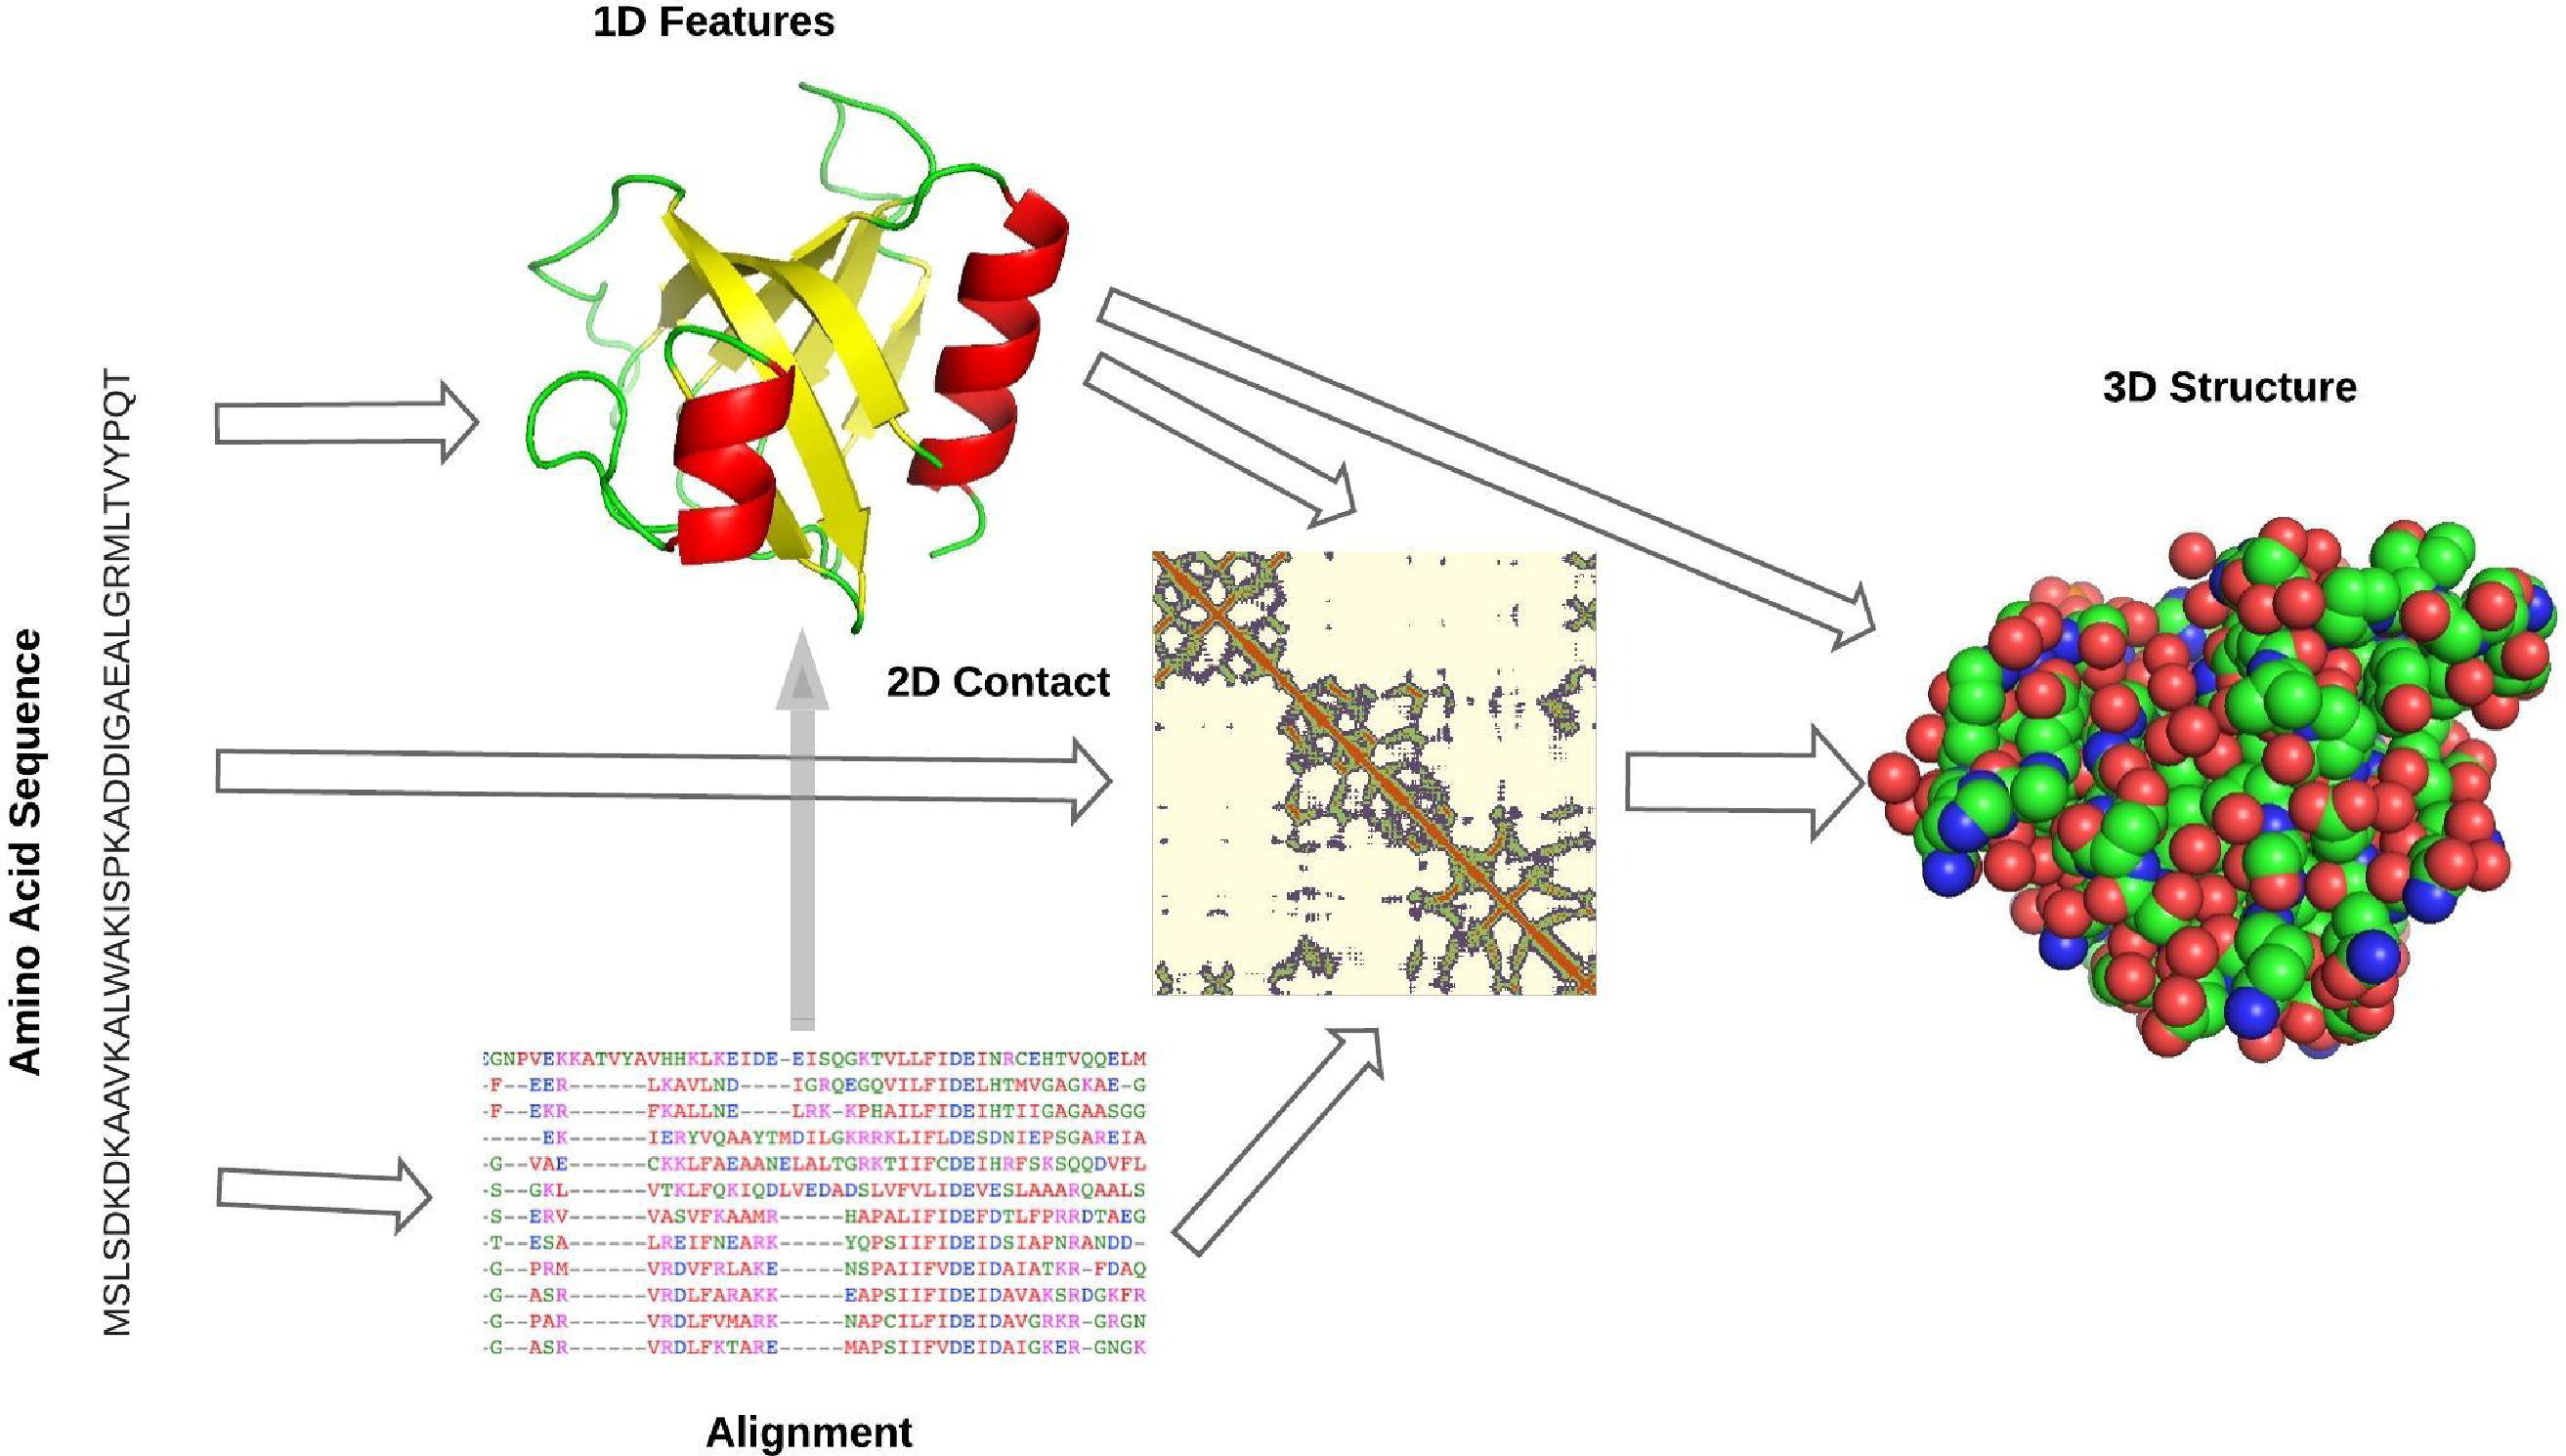 1D Features
3D Structure
Amino Acid Sequence
MSLSDKDKAAVKALWAKISPKADDIGAEALGRMLTVYPQT
2D Contact
GNPVEKKATVYAVHHKLKEIDE-EISQGKTVLLFIDEINRCEHTVQQELM
-F--EER------LKAVLND----IGRQEGQVILFIDELHTMVGAGKAE-G
-F--EKR------FKALLNE----LRK-KPHAILFIDEIHTIIGAGAASGG
-----EK------IERYVQAAYTMDILGKRRKLIFLDESDNIEPSGAREIA
-G--VAE------CKKLFAEAANELALTGRKTIIFCDEIHRFSKSQQDVFL
-S--GKL------VTKLFQKIQDLVEDADSLVFVLIDEVESLAAARQAALS
-S--ERV------VASVFKAAMR-----HAPALIFIDEFDTLFPRRDTAEG
-T--ESA------LREIFNEARK-----YQPSIIFIDEIDSIAPNRANDD-
-G--PRM------VRDVFRLAKE-----NSPAIIFVDEIDAIATKR-FDAQ
-G--ASR------VRDLFARAKK-----EAPSIIFIDEIDAVAKSRDGKFR
-G--PAR------VRDLFVMARK-----NAPCILFIDEIDAVGRKR-GRGN
-G--ASR------VRDLFKTARE-----MAPSIIFVDEIDAIGKER-GNGK
Alignment